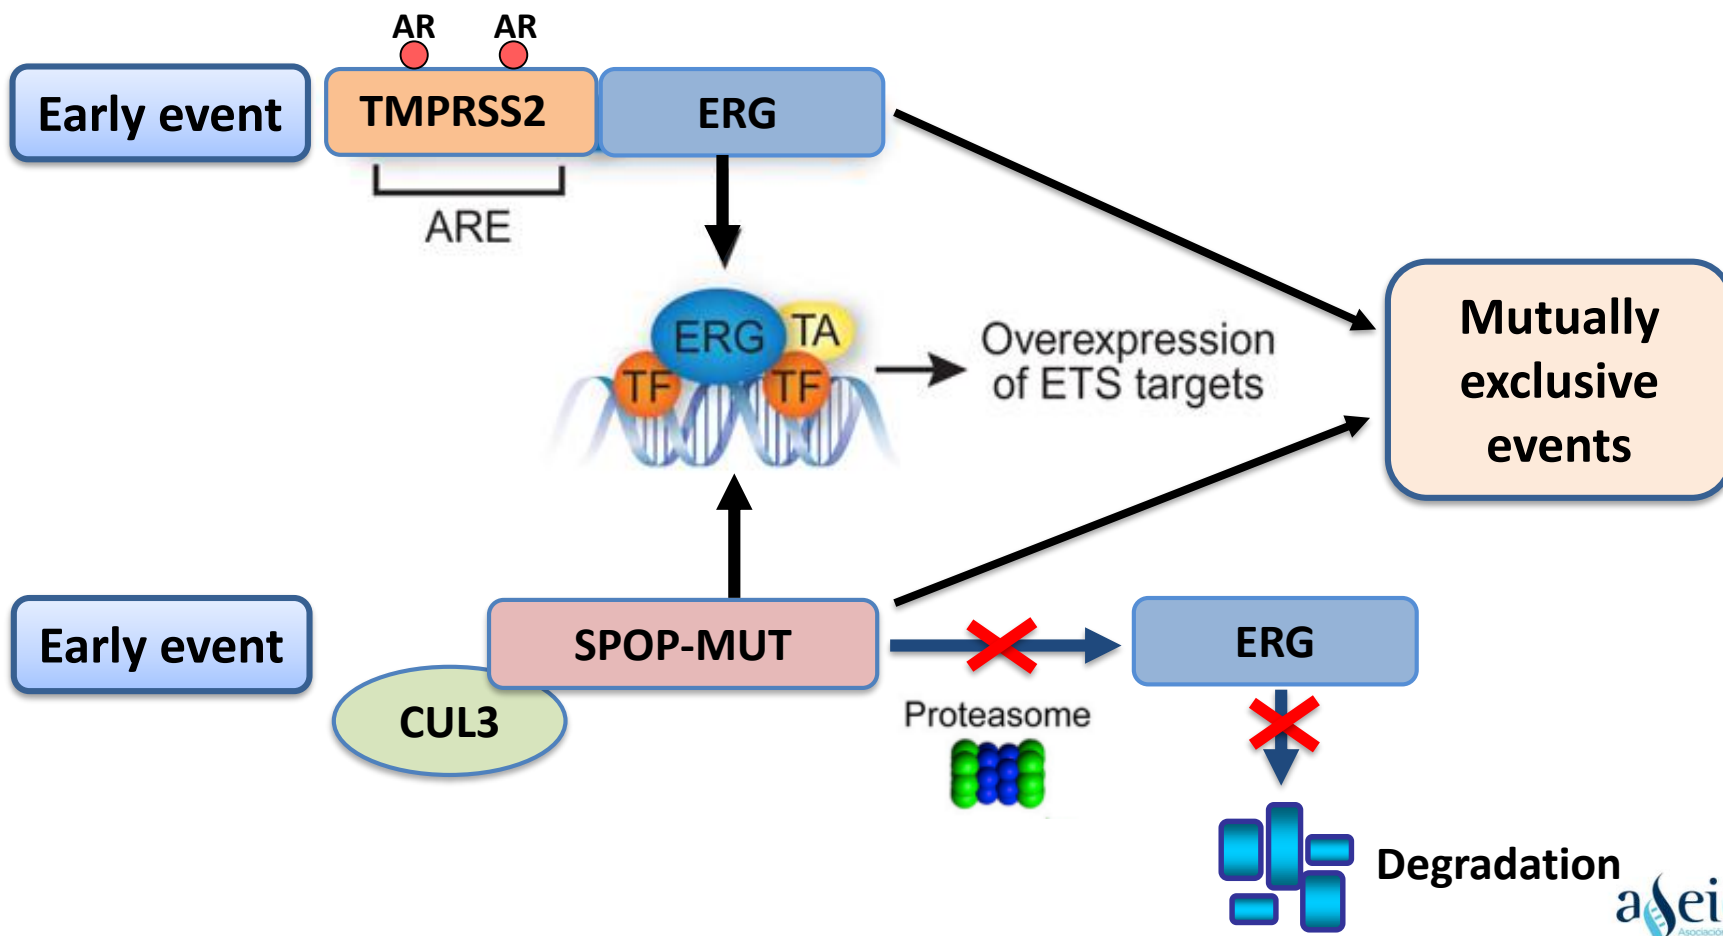 AR AR
Early event
TMPRSS2
ERG
ARE
ERG
TA
TF
TF
Overexpression
of ETS targets
Mutually
exclusive
events
Early event
SPOP-MUT
ERG
CUL3
Proteasome
Degradation
asei
Asociación